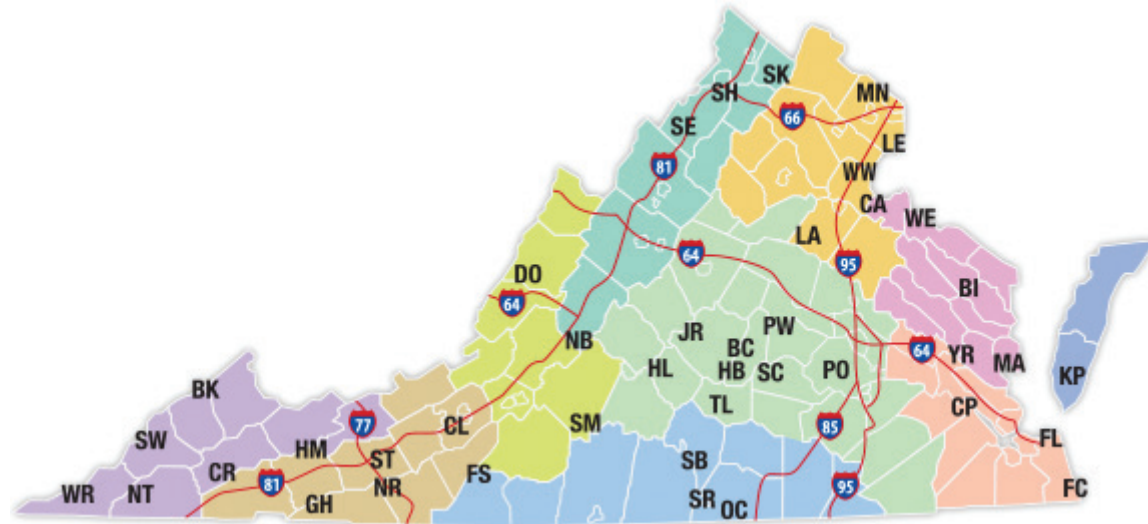 SK
SH
MN
66
SE
LE
81
WW
CA
WE
LA
64
95
DO
BI
64
JR
PW
NB
BC
64
YR
HL
HB
SC
PO
MA
KP
BK
TL
CP
SM
77
CL
85
FL
SW
HM
ST
SB
CR
FS
81
NR
95
FC
WR
NT
GH
SR
OC